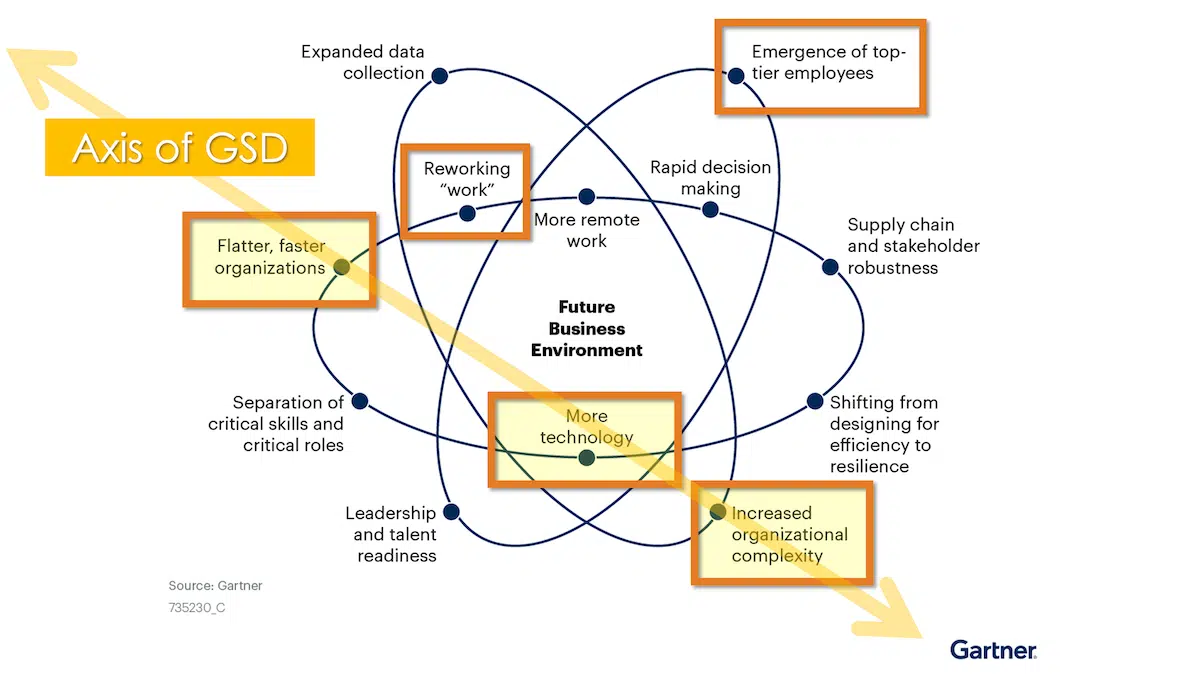 Expanded data
collection
Emergence of top-
tier employees
Axis of GSD
Reworking
“work”
Rapid decision
making
More remote
work
Flatter, faster
organizations
Supply chain
and stakeholder
robustness
Future
Business
Environment
Separation of
critical skills and
critical roles
More
technology
Shifting from
designing for
efficiency to
resilience
Leadership
and talent
readiness
Increased
organizational
complexity
Source: Gartner
735230_C
Gartner